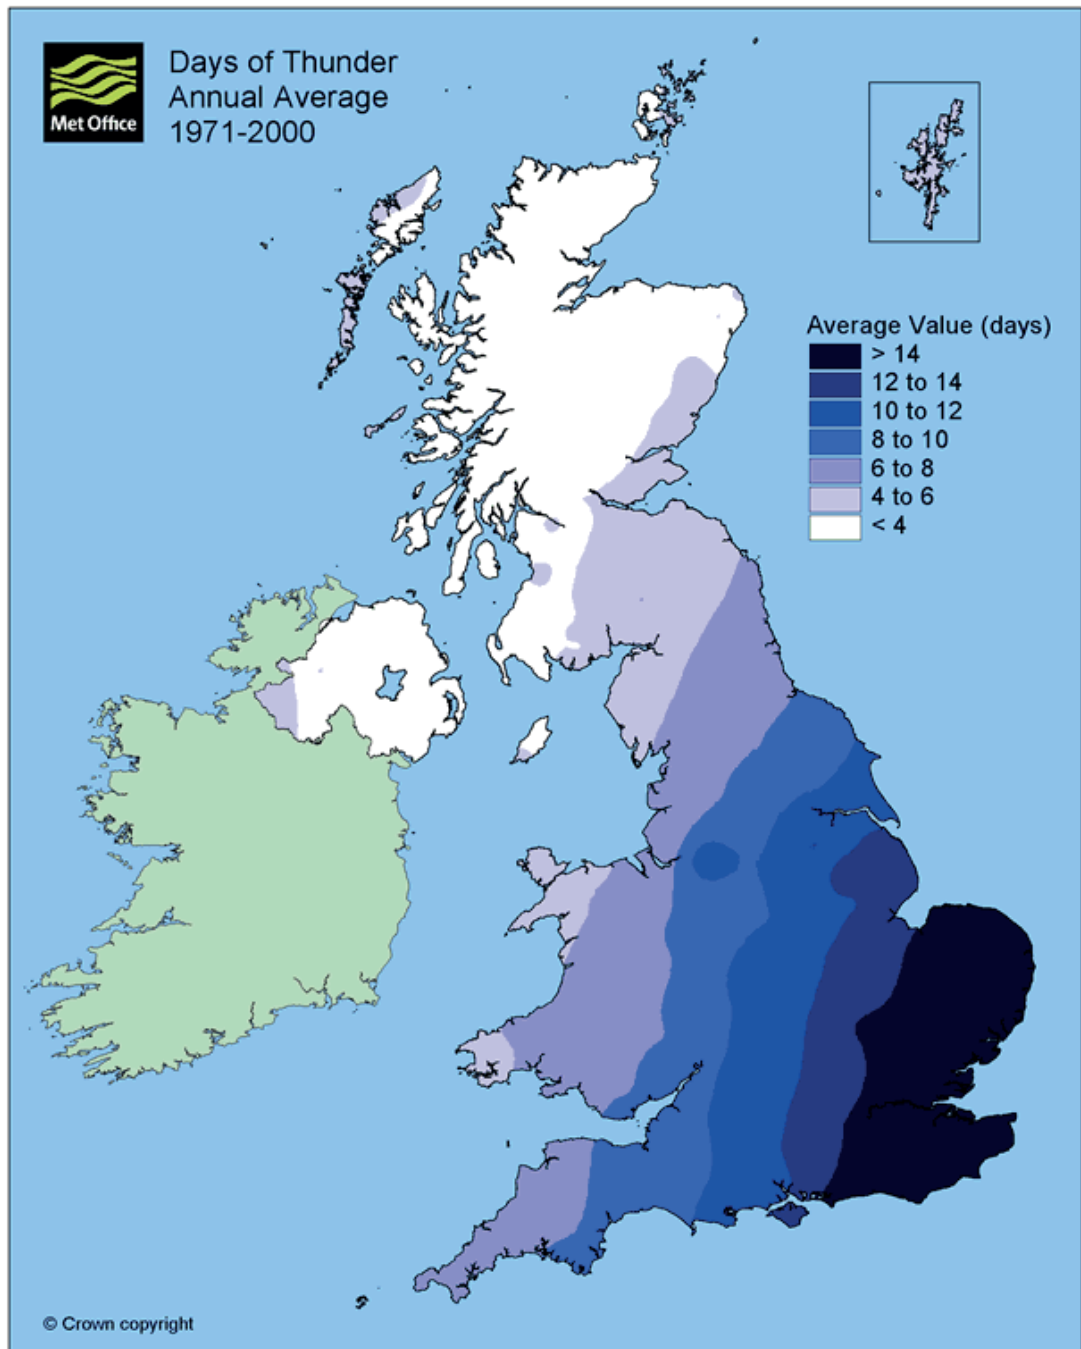 Met Office
Days of Thunder
Annual Average
1971-2000
Average Value (days)
> 14
12 to 14
10 to 12
8 to 10
6 to 8
4 to 6
< 4
© Crown copyright